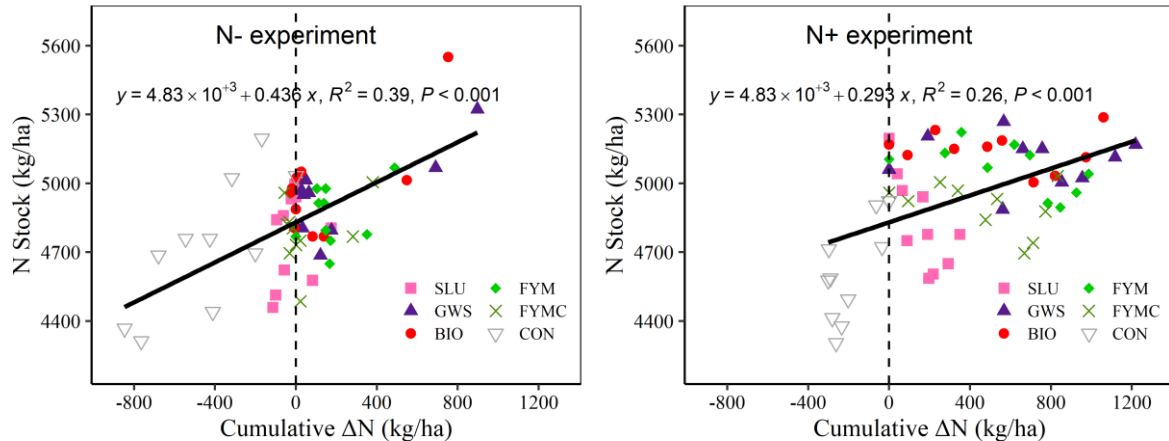 N- experiment
y = 4.83 × 10⁺³ + 0.436 x, R² = 0.39, P < 0.001
N Stock (kg/ha)
5600
5300
5000
4700
4400
SLU
FYM
GWS
FYMC
BIO
CON
-800 -400 0 400 800 1200
Cumulative ΔN (kg/ha)
N+ experiment
y = 4.83 × 10⁺³ + 0.293 x, R² = 0.26, P < 0.001
N Stock (kg/ha)
5600
5300
5000
4700
4400
SLU
FYM
GWS
FYMC
BIO
CON
-800 -400 0 400 800 1200
Cumulative ΔN (kg/ha)